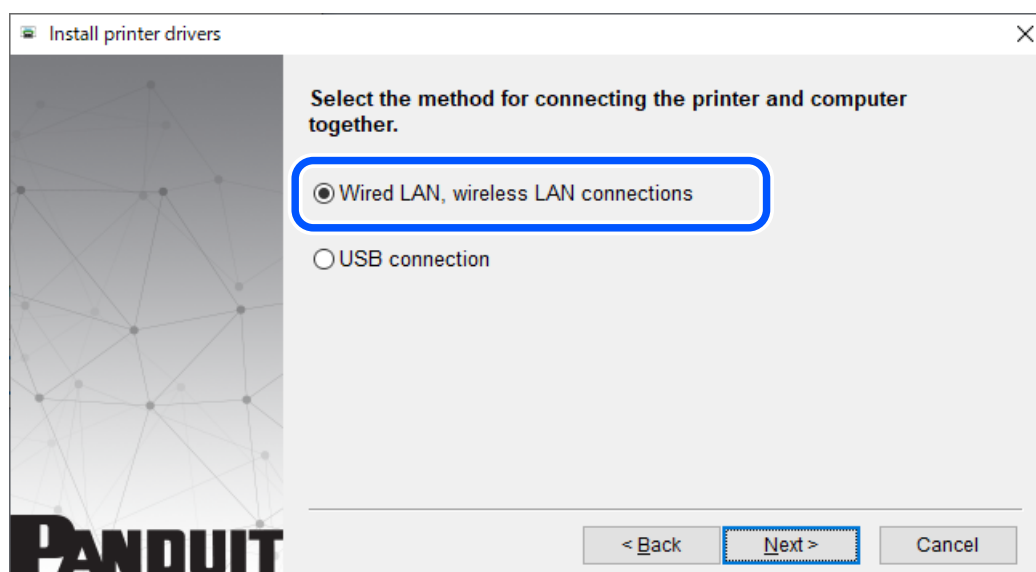 Install printer drivers
Select the method for connecting the printer and computer
together.
Wired LAN, wireless LAN connections
USB connection
PANDUIT
< Back
Next >
Cancel